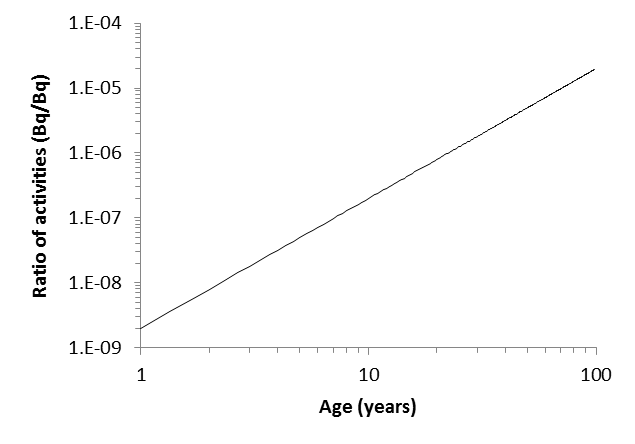 1.E-04
1.E-05
1.E-06
1.E-07
1.E-08
1.E-09
Ratio of activities (Bq/Bq)
1 10 100
Age (years)